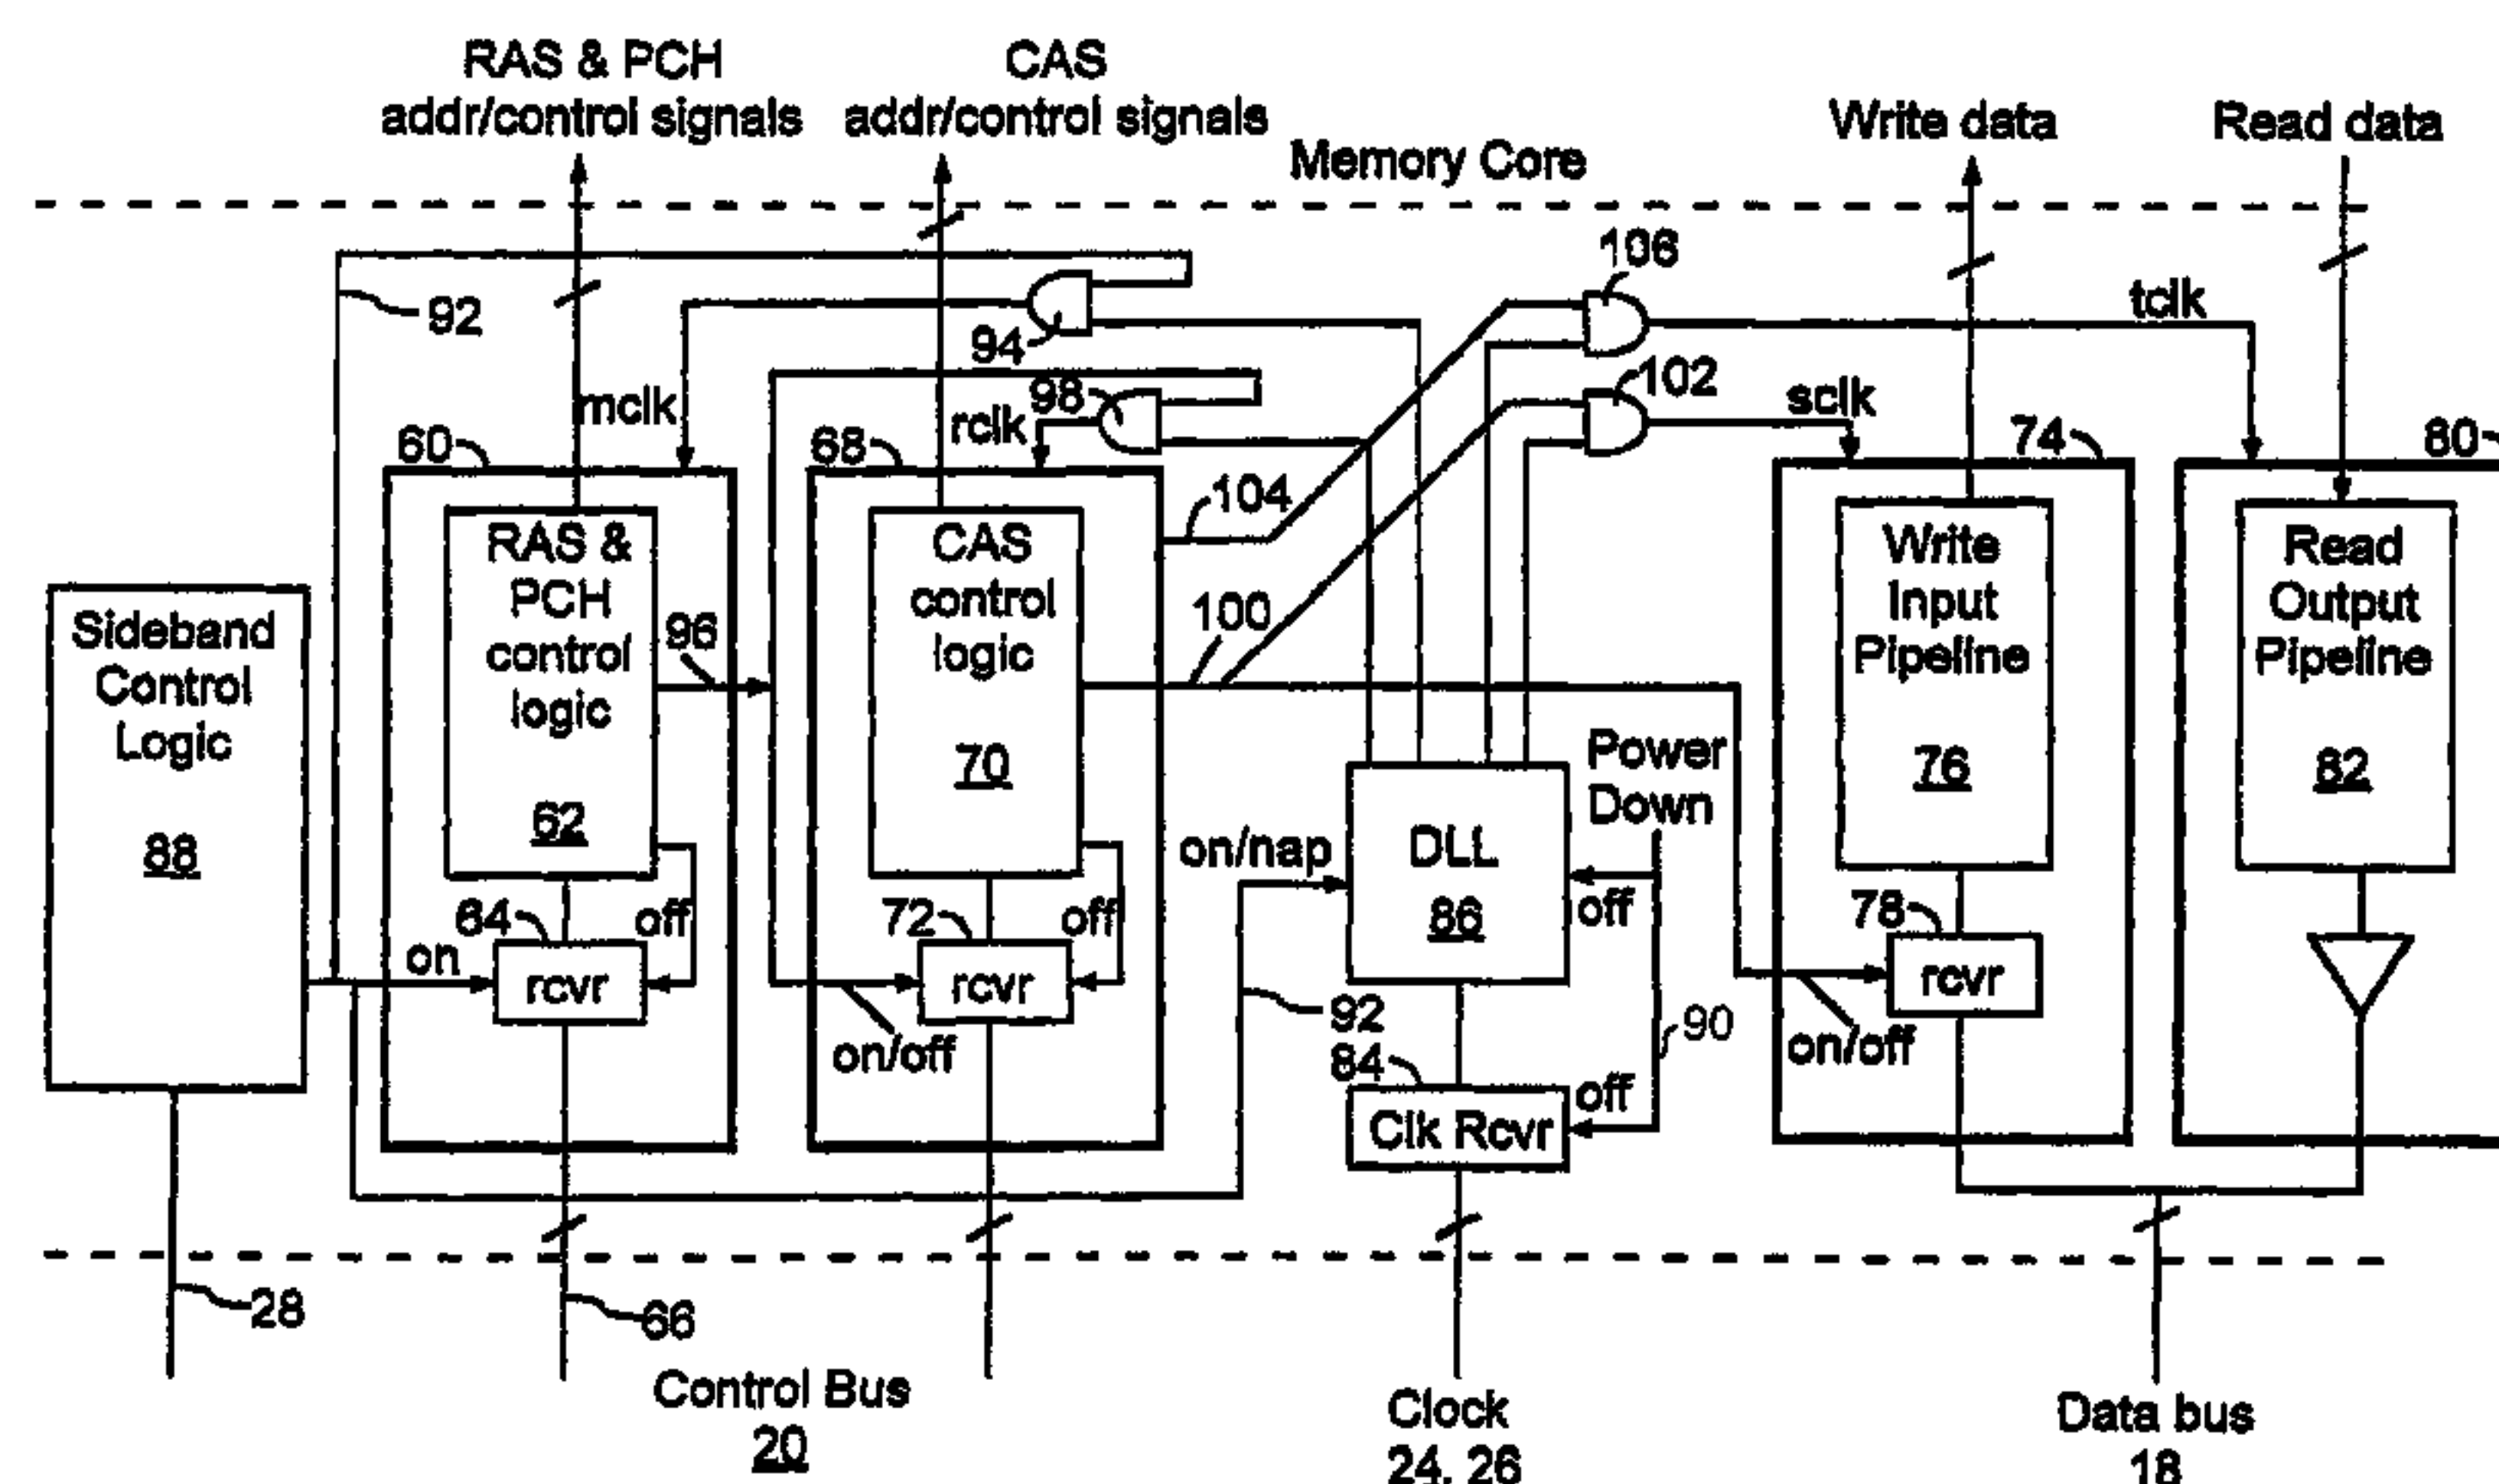 RAS & PCH
addr/control signals
CAS
addr/control signals
Memory Core
Write data
Read data
92
94
106
tclk
mclk
rclk
98
102
sclk
60
68
104
74
80
Sideband
Control
Logic
88
RAS &
PCH
control
logic
62
96
CAS
control
logic
70
100
Write
Input
Pipeline
76
Read
Output
Pipeline
82
Power
Down
on/nap
DLL
86
off
64
off
on
rcvr
72
off
rcvr
on/off
92
90
84
off
Clk Rcvr
78
rcvr
on/off
28
66
Control Bus
20
Clock
24, 26
Data bus
18